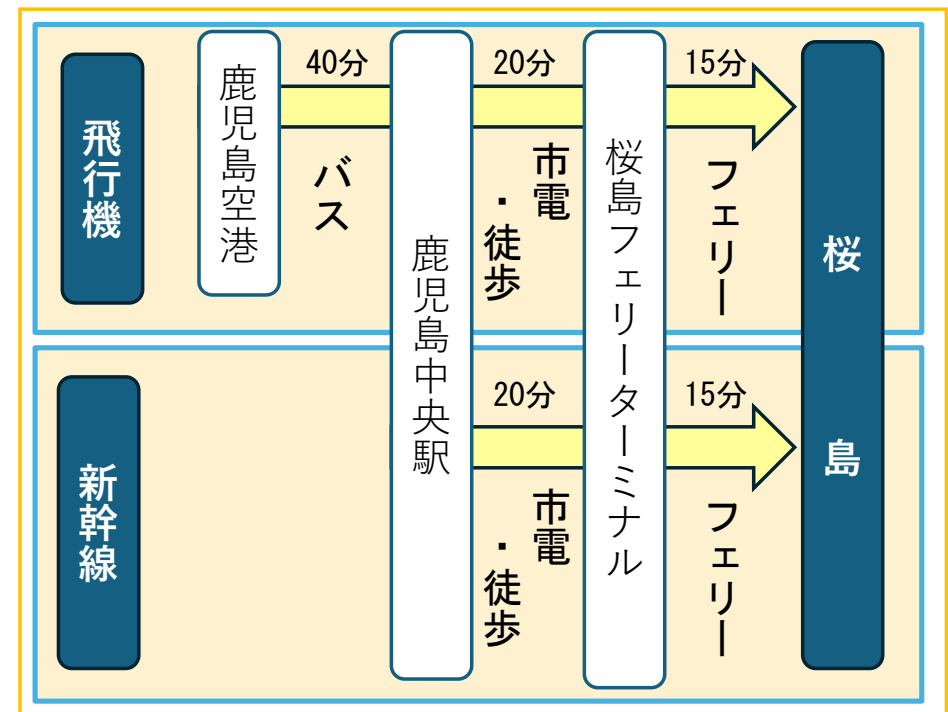 飛行機
鹿児島空港
40分
バス
鹿児島中央駅
20分
市電
・徒歩
桜島フェリーターミナル
15分
フェリー
桜島
新幹線
20分
市電
・徒歩
15分
フェリー